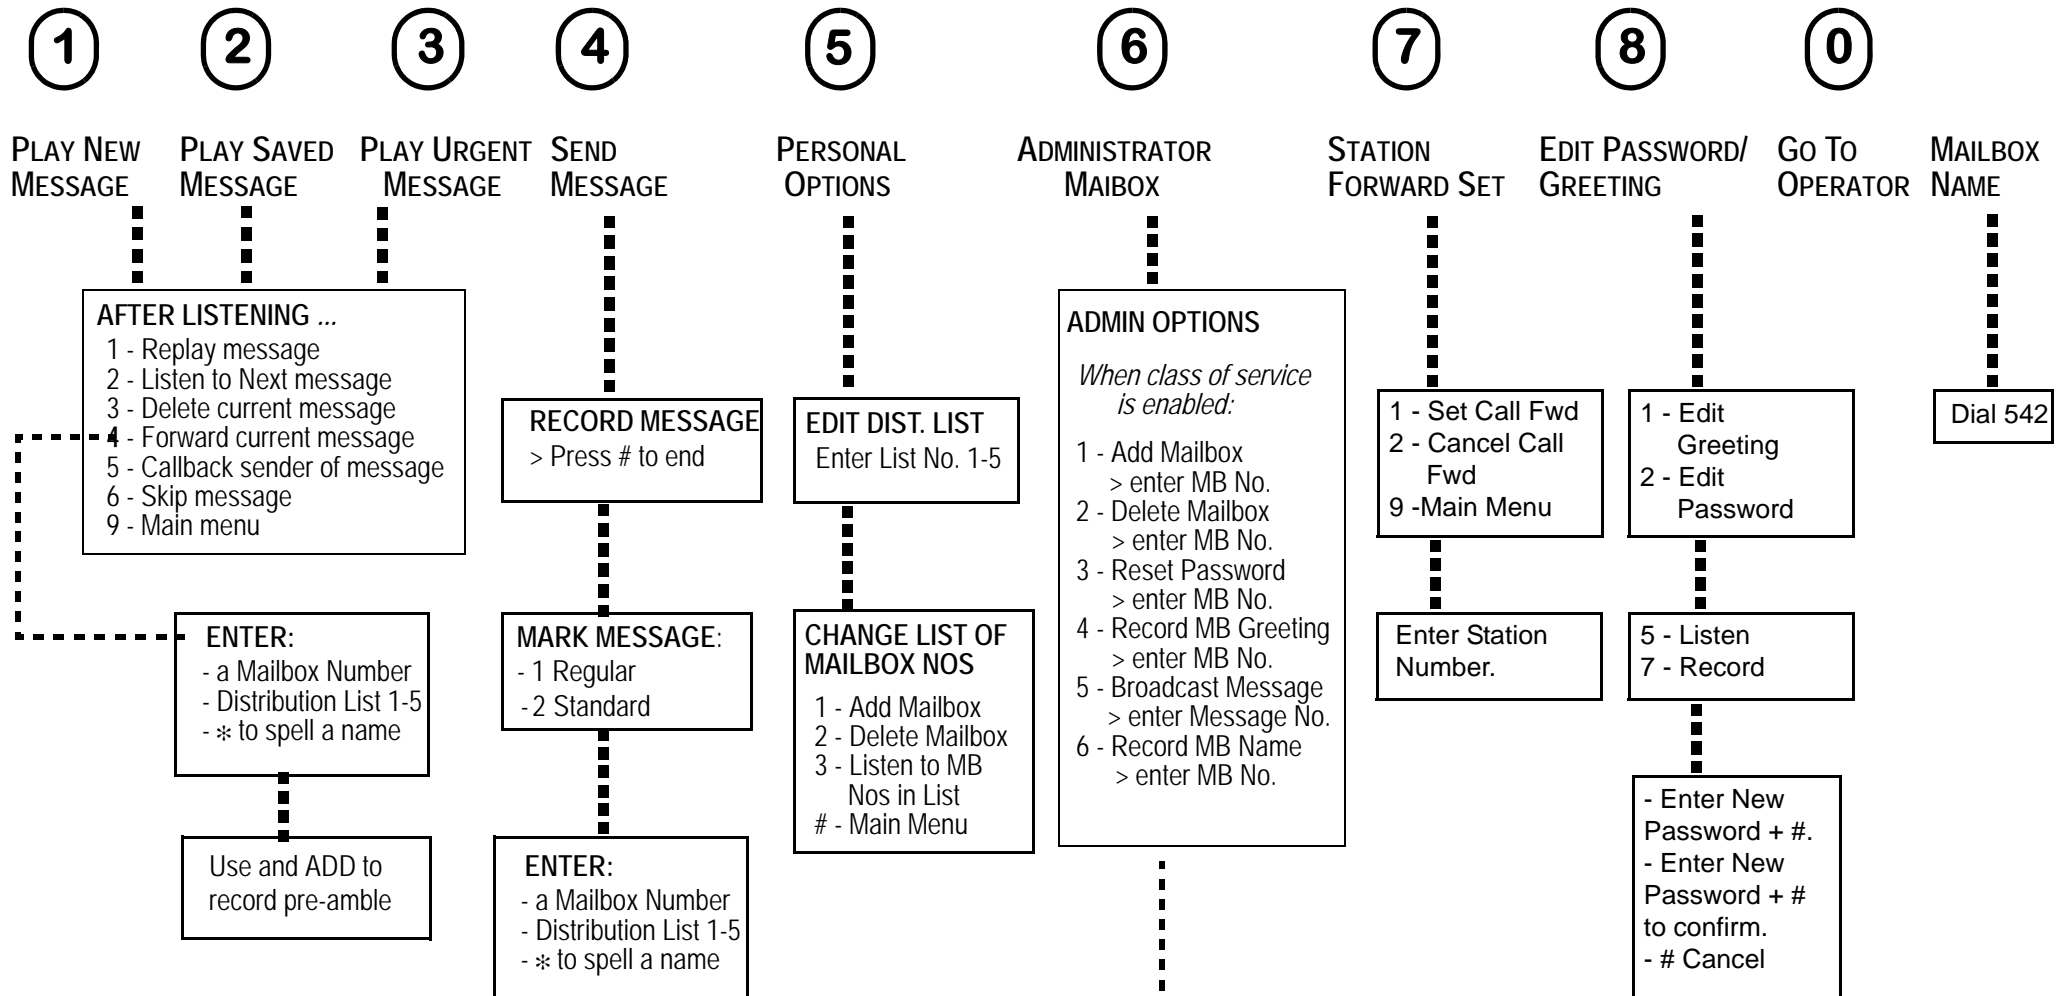 1
2
3
4
5
6
7
8
0
PLAY NEW
MESSAGE
PLAY SAVED
MESSAGE
PLAY URGENT
MESSAGE
SEND
MESSAGE
PERSONAL
OPTIONS
ADMINISTRATOR
MAIBOX
STATION
FORWARD SET
EDIT PASSWORD/
GREETING
GO TO
OPERATOR
MAILBOX
NAME
AFTER LISTENING ...
1 - Replay message
2 - Listen to Next message
3 - Delete current message
4 - Forward current message
5 - Callback sender of message
6 - Skip message
9 - Main menu
ENTER:
- a Mailbox Number
- Distribution List 1-5
- * to spell a name
Use and ADD to
record pre-amble
RECORD MESSAGE
> Press # to end
MARK MESSAGE:
- 1 Regular
- 2 Standard
ENTER:
- a Mailbox Number
- Distribution List 1-5
- * to spell a name
EDIT DIST. LIST
Enter List No. 1-5
CHANGE LIST OF
MAILBOX NOS
1 - Add Mailbox
2 - Delete Mailbox
3 - Listen to MB
Nos in List
# - Main Menu
ADMIN OPTIONS
When class of service
is enabled:
1 - Add Mailbox
> enter MB No.
2 - Delete Mailbox
> enter MB No.
3 - Reset Password
> enter MB No.
4 - Record MB Greeting
> enter MB No.
5 - Broadcast Message
> enter Message No.
6 - Record MB Name
> enter MB No.
1 - Set Call Fwd
2 - Cancel Call
Fwd
9 -Main Menu
Enter Station
Number.
1 - Edit
Greeting
2 - Edit
Password
5 - Listen
7 - Record
- Enter New
Password + #.
- Enter New
Password + #
to confirm.
- # Cancel
Dial 542